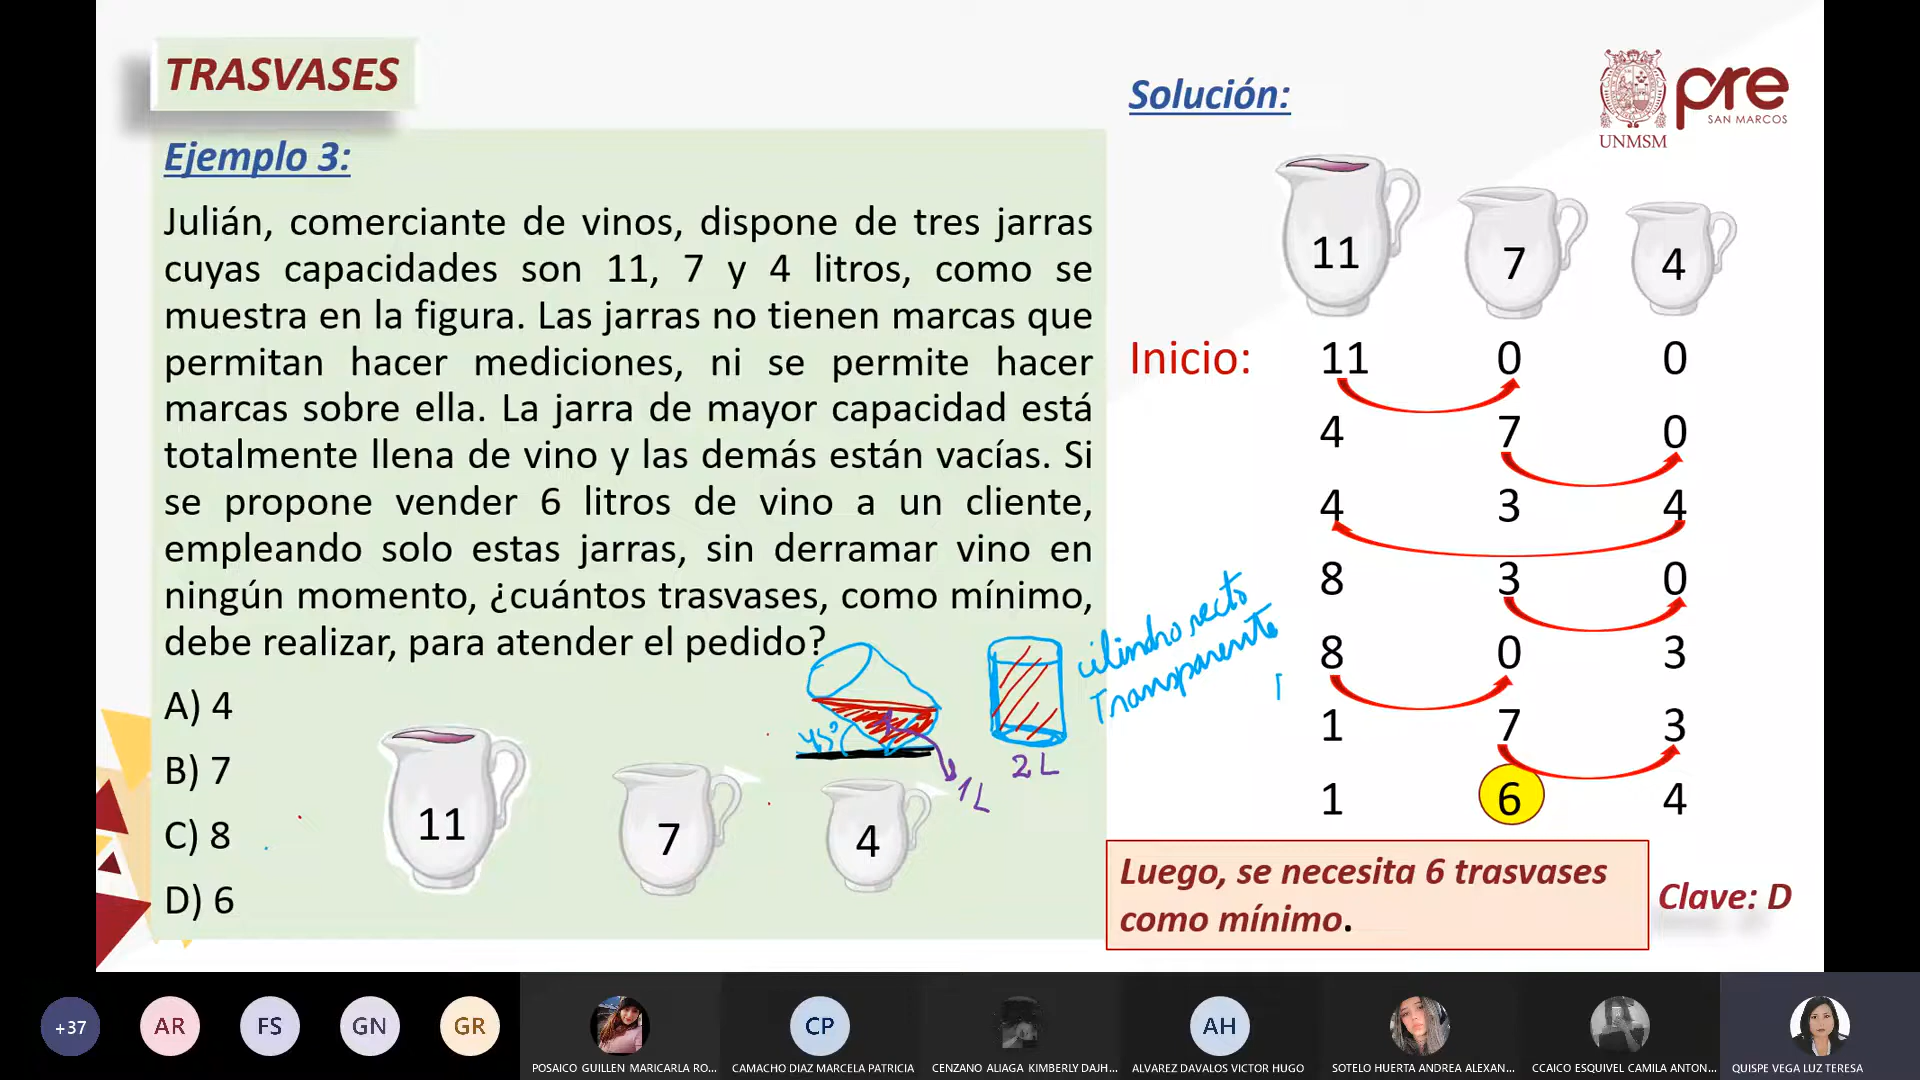 TRASVASES
Ejemplo 3:
Julián, comerciante de vinos, dispone de tres jarras
cuyas capacidades son 11, 7 y 4 litros, como se
muestra en la figura. Las jarras no tienen marcas que
permitan hacer mediciones, ni se permite hacer
marcas sobre ella. La jarra de mayor capacidad está
totalmente llena de vino y las demás están vacías. Si
se propone vender 6 litros de vino a un cliente,
empleando solo estas jarras, sin derramar vino en
ningún momento, ¿cuántos trasvases, como mínimo,
debe realizar, para atender el pedido?
A) 4
B) 7
C) 8
D) 6
11 7 4
45°
1L
2L
cilindro recto
Transparente
Solución:
UNMSM
pre
SAN MARCOS
11 7 4
Inicio: 11 0 0
4 7 0
4 3 4
8 3 0
8 0 3
1 7 3
1 6 4
Luego, se necesita 6 trasvases
como mínimo.
Clave: D
+37 AR FS GN GR CP AH
POSAICO GUILLEN MARICARLA RO...
CAMACHO DIAZ MARCELA PATRICIA
CENZANO ALIAGA KIMBERLY DAJH...
ALVAREZ DAVALOS VICTOR HUGO
SOTELO HUERTA ANDREA ALEXAN...
CCAICO ESQUIVEL CAMILA ANTON...
QUISPE VEGA LUZ TERESA